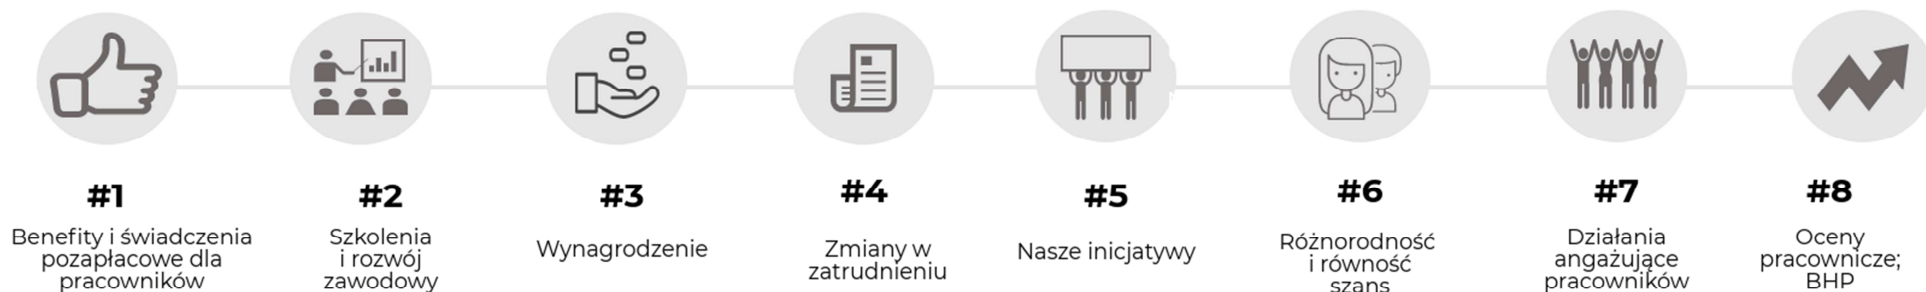 #1
Benefity i świadczenia
pozapłacowe dla
pracowników
#2
Szkolenia
i rozwój
zawodowy
#3
Wynagrodzenie
#4
Zmiany w
zatrudnieniu
#5
Nasze inicjatywy
#6
Różnorodność
i równość
szans
#7
Działania
angażujące
pracowników
#8
Oceny
pracownicze;
BHP